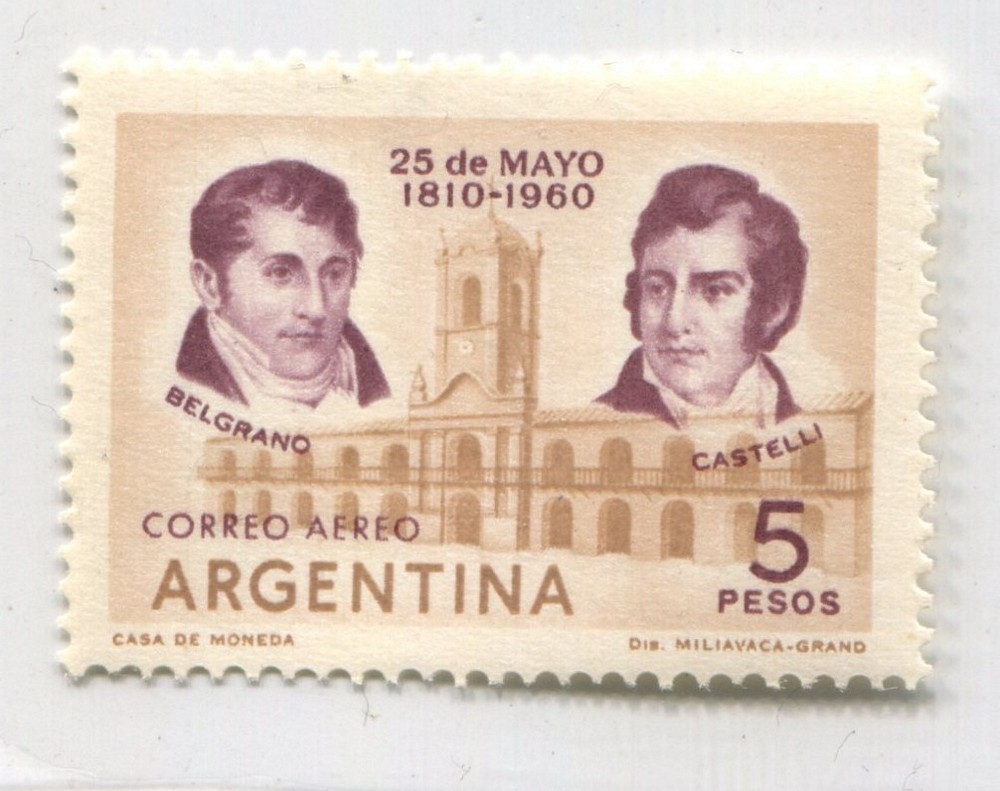 25 de MAYO
1810-1960
BELGRANO
CASTELLI
CORREO AEREO
ARGENTINA
5
PESOS
CASA DE MONEDA
Dis. MILIAVACA-GRAND